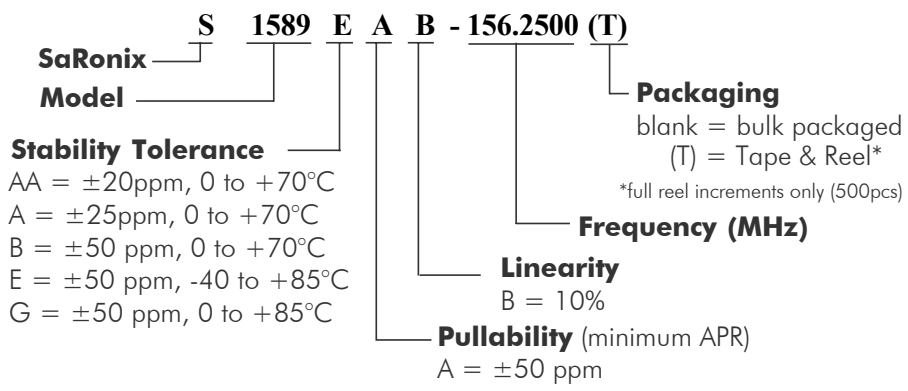 S 1589 E A B - 156.2500 (T)
SaRonix
Model
Stability Tolerance
AA = ±20ppm, 0 to +70°C
A = ±25ppm, 0 to +70°C
B = ±50 ppm, 0 to +70°C
E = ±50 ppm, -40 to +85°C
G = ±50 ppm, 0 to +85°C
Packaging
blank = bulk packaged
(T) = Tape & Reel*
*full reel increments only (500pcs)
Frequency (MHz)
Linearity
B = 10%
Pullability (minimum APR)
A = ±50 ppm